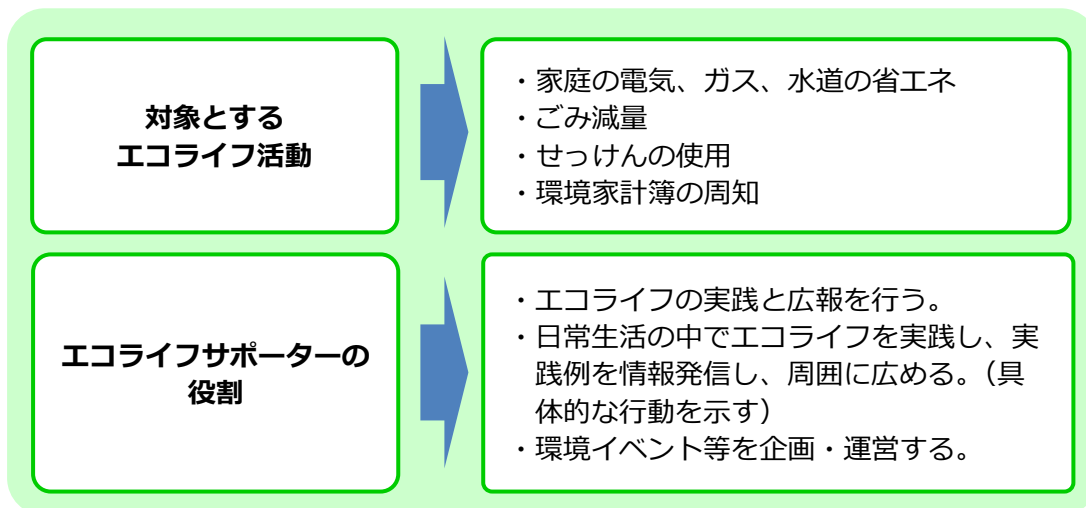 対象とする
エコライフ活動
・家庭の電気、ガス、水道の省エネ
・ごみ減量
・せっけんの使用
・環境家計簿の周知
エコライフサポーターの
役割
・エコライフの実践と広報を行う。
・日常生活の中でエコライフを実践し、実
践例を情報発信し、周囲に広める。（具
体的な行動を示す）
・環境イベント等を企画・運営する。